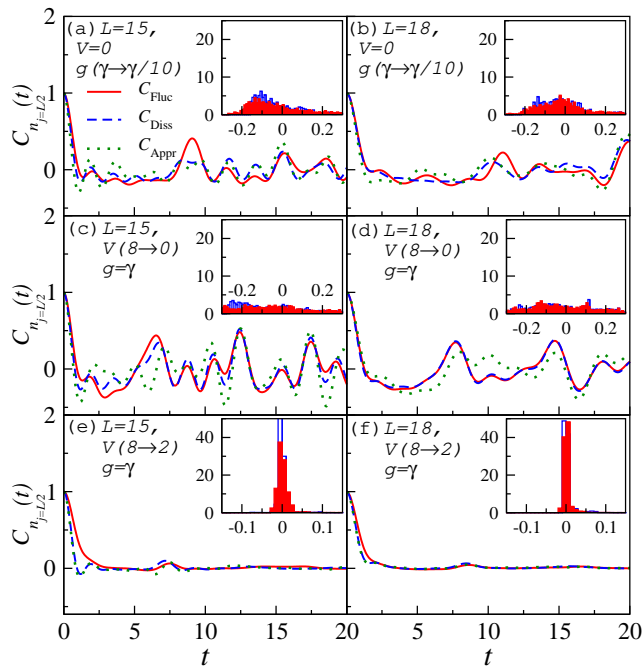 (a) L=15,
V=0
g(γ→γ/10)
C_Fluc
C_Diss
C_Appr
20
10
0
-0.2 0 0.2
(b) L=18,
V=0
g(γ→γ/10)
20
10
0
-0.2 0 0.2
2
1
0
C_{n_{j=L/2}}(t)
(c) L=15,
V(8→0)
g=γ
20
10
0
-0.2 0 0.2
(d) L=18,
V(8→0)
g=γ
20
10
0
-0.2 0 0.2
2
1
0
C_{n_{j=L/2}}(t)
(e) L=15,
V(8→2)
g=γ
40
20
0
-0.1 0 0.1
(f) L=18,
V(8→2)
g=γ
40
20
0
-0.1 0 0.1
2
1
0
C_{n_{j=L/2}}(t)
0 5 10 15 20
5 10 15 20
t
t